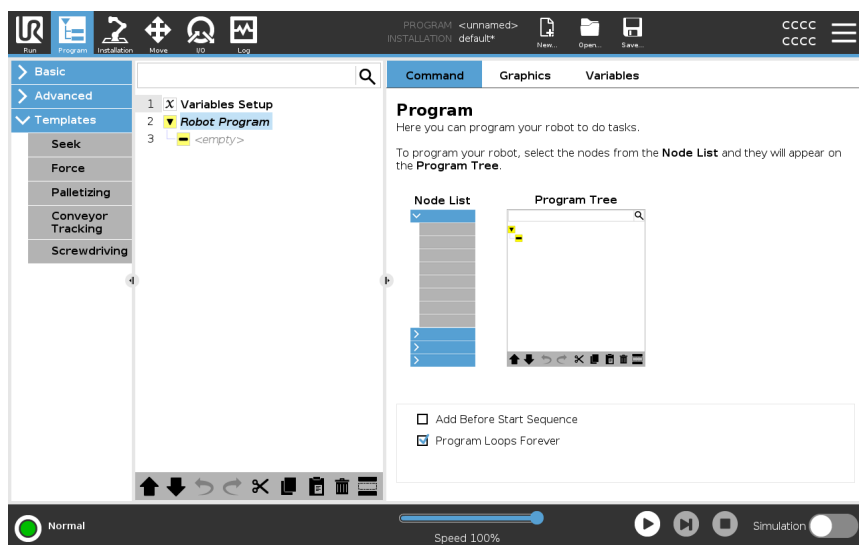 PROGRAM <unnamed>
INSTALLATION default*
CCCC
CCCC
Run
Program
Installation
Move
I/O
Log
New...
Open...
Save...
Basic
Advanced
Templates
Seek
Force
Palletizing
Conveyor
Tracking
Screwdriving
1 X Variables Setup
2 Robot Program
3 <empty>
Command Graphics Variables
Program
Here you can program your robot to do tasks.
To program your robot, select the nodes from the Node List and they will appear on
the Program Tree.
Node List
Program Tree
Add Before Start Sequence
Program Loops Forever
Normal
Speed 100%
Simulation